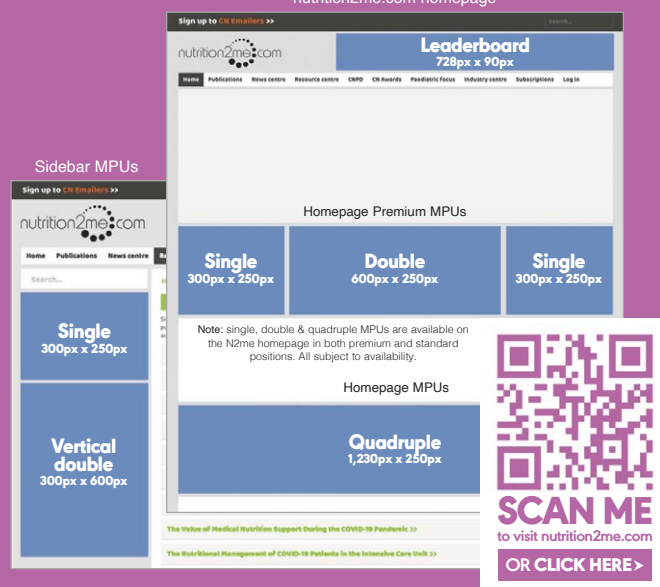 nutrition2me.com homepage
Sign up to CN Emailers >>
Search...
nutrition2me.com
Leaderboard
728px x 90px
Home Publications News centre Resource centre CNPD CN Awards Paediatric Focus Industry centre Subscriptions Log in
Homepage Premium MPUs
Single
300px x 250px
Double
600px x 250px
Single
300px x 250px
Note: single, double & quadruple MPUs are available on
the N2me homepage in both premium and standard
positions. All subject to availability.
Homepage MPUs
Quadruple
1,230px x 250px
Sidebar MPUs
Sign up to CN Emailers >>
nutrition2me.com
Home Publications News centre
Search...
Single
300px x 250px
Vertical
double
300px x 600px
The Value of Medical Nutrition Support During the COVID-19 Pandemic >>
The Nutritional Management of COVID-19 Patients in the Intensive Care Unit >>
SCAN ME
to visit nutrition2me.com
OR CLICK HERE>